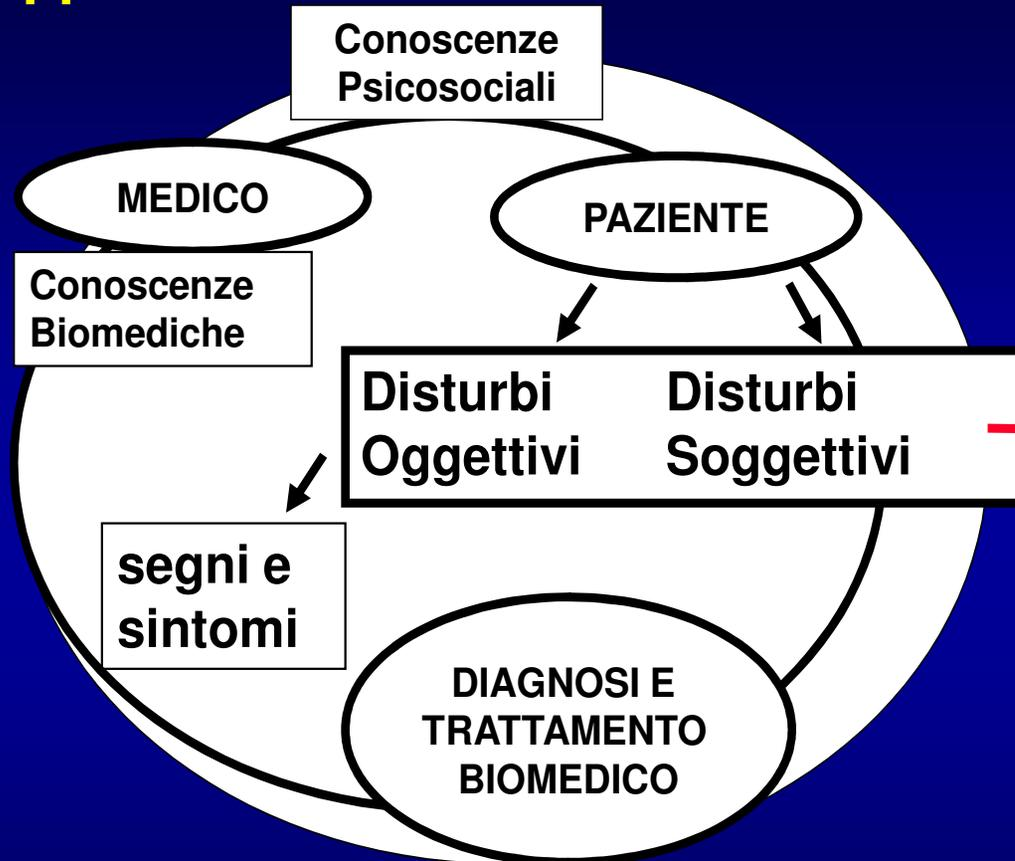 Conoscenze
Psicosociali
MEDICO
PAZIENTE
Conoscenze
Biomediche
Disturbi Disturbi
Oggettivi Soggettivi
segni e
sintomi
DIAGNOSI E
TRATTAMENTO
BIOMEDICO